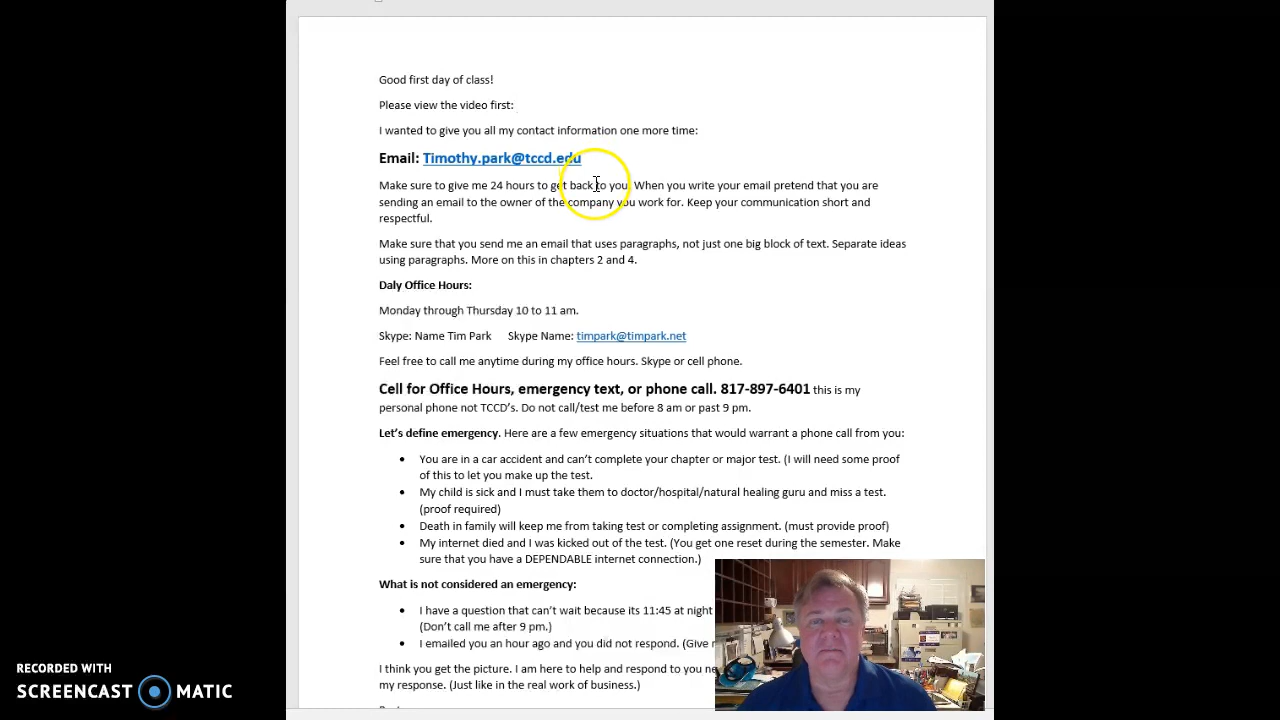 Good first day of class!
Please view the video first:
I wanted to give you all my contact information one more time:
Email: Timothy.park@tccd.edu
Make sure to give me 24 hours to get back to you. When you write your email pretend that you are
sending an email to the owner of the company you work for. Keep your communication short and
respectful.
Make sure that you send me an email that uses paragraphs, not just one big block of text. Separate ideas
using paragraphs. More on this in chapters 2 and 4.
Daly Office Hours:
Monday through Thursday 10 to 11 am.
Skype: Name Tim Park Skype Name: timpark@timpark.net
Feel free to call me anytime during my office hours. Skype or cell phone.
Cell for Office Hours, emergency text, or phone call. 817-897-6401 this is my
personal phone not TCCD's. Do not call/test me before 8 am or past 9 pm.
Let's define emergency. Here are a few emergency situations that would warrant a phone call from you:
• You are in a car accident and can't complete your chapter or major test. (I will need some proof
of this to let you make up the test.
• My child is sick and I must take them to doctor/hospital/natural healing guru and miss a test.
(proof required)
• Death in family will keep me from taking test or completing assignment. (must provide proof)
• My internet died and I was kicked out of the test. (You get one reset during the semester. Make
sure that you have a DEPENDABLE internet connection.)
What is not considered an emergency:
• I have a question that can't wait because its 11:45 at night
(Don't call me after 9 pm.)
• I emailed you an hour ago and you did not respond. (Give
I think you get the picture. I am here to help and respond to you
my response. (Just like in the real work of business.)
RECORDED WITH
SCREENCAST MATIC